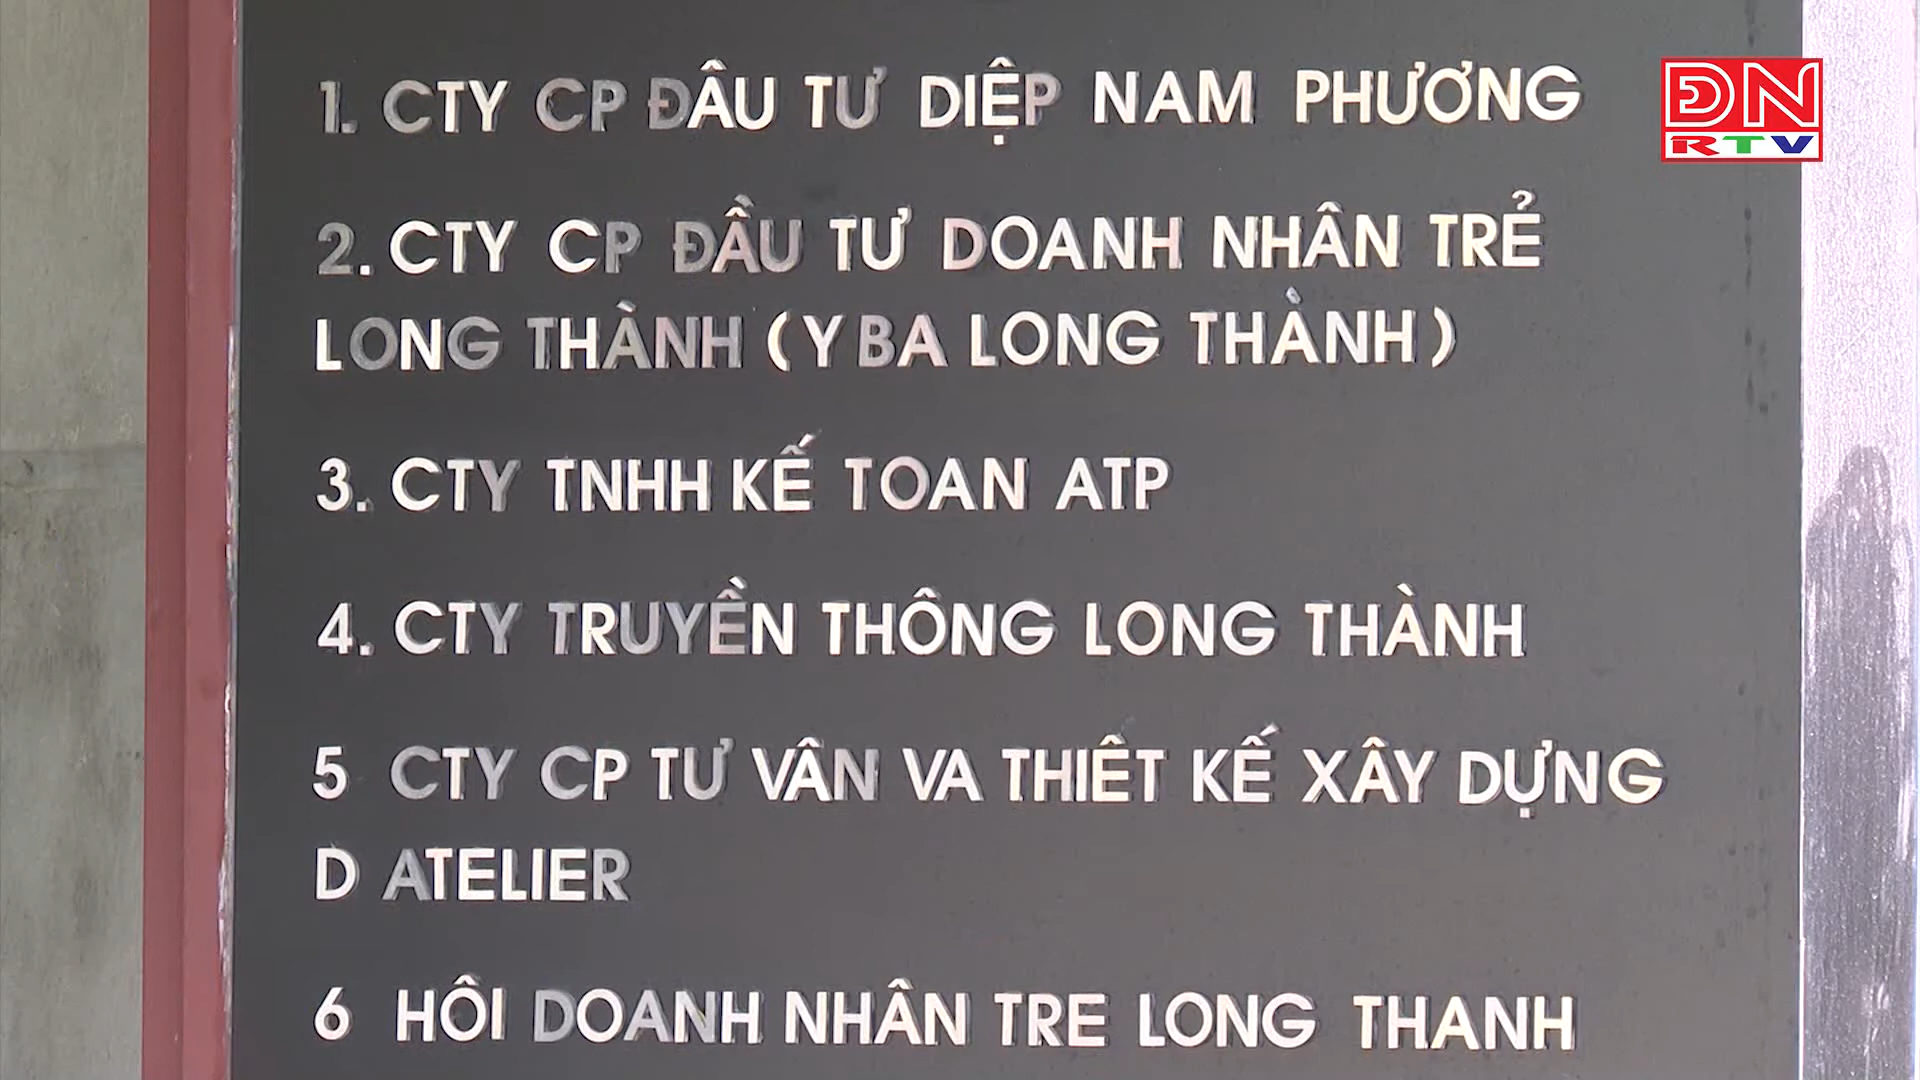 1. CTY CP ĐÂU TƯ DIỆP NAM PHƯƠNG
2. CTY CP ĐẦU TƯ DOANH NHÂN TRẺ
LONG THÀNH (YBA LONG THÀNH)
3. CTY TNHH KẾ TOAN ATP
4. CTY TRUYỀN THÔNG LONG THÀNH
5 CTY CP TƯ VÂN VA THIÊT KẾ XÂY DỰNG
D ATELIER
6 HÔI DOANH NHÂN TRE LONG THANH
ĐN
RTV